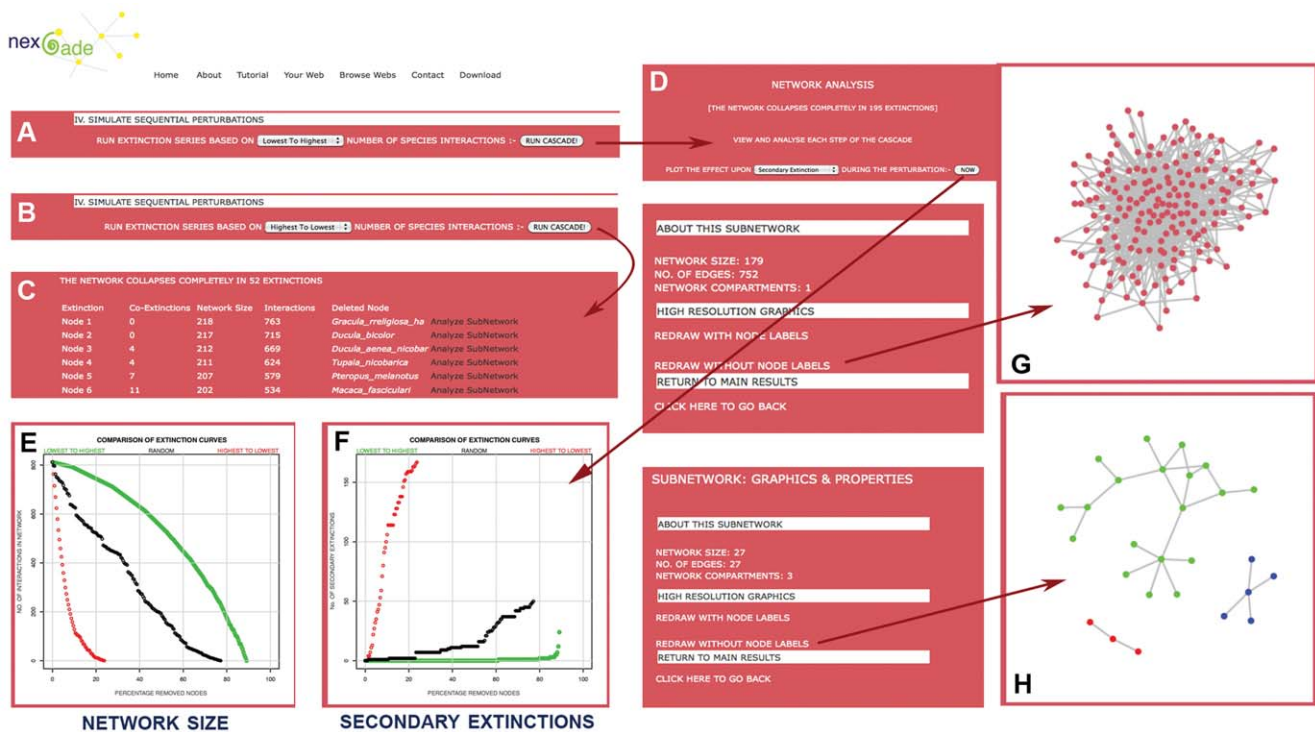 nexCade
Home About Tutorial Your Web Browse Webs Contact Download
A
IV. SIMULATE SEQUENTIAL PERTURBATIONS
RUN EXTINCTION SERIES BASED ON Lowest To Highest NUMBER OF SPECIES INTERACTIONS :- RUN CASCADE!
B
IV. SIMULATE SEQUENTIAL PERTURBATIONS
RUN EXTINCTION SERIES BASED ON Highest To Lowest NUMBER OF SPECIES INTERACTIONS :- RUN CASCADE!
C
THE NETWORK COLLAPSES COMPLETELY IN 52 EXTINCTIONS
Extinction Co-Extinctions Network Size Interactions Deleted Node
Node 1 0 218 763 Gracula_rreligiosa_ha Analyze SubNetwork
Node 2 0 217 715 Ducula_bicolor Analyze SubNetwork
Node 3 4 212 669 Ducula_aenea_nicobar Analyze SubNetwork
Node 4 4 211 624 Tupaia_nicobarica Analyze SubNetwork
Node 5 7 207 579 Pteropus_melanotus Analyze SubNetwork
Node 6 11 202 534 Macaca_fasciculari Analyze SubNetwork
D
NETWORK ANALYSIS
[THE NETWORK COLLAPSES COMPLETELY IN 195 EXTINCTIONS]
VIEW AND ANALYSE EACH STEP OF THE CASCADE
PLOT THE EFFECT UPON Secondary Extinction DURING THE PERTURBATION:- NOW
ABOUT THIS SUBNETWORK
NETWORK SIZE: 179
NO. OF EDGES: 752
NETWORK COMPARTMENTS: 1
HIGH RESOLUTION GRAPHICS
REDRAW WITH NODE LABELS
REDRAW WITHOUT NODE LABELS
RETURN TO MAIN RESULTS
CLICK HERE TO GO BACK
G
E
COMPARISON OF EXTINCTION CURVES
LOWEST TO HIGHEST RANDOM HIGHEST TO LOWEST
NO. OF INTERACTIONS IN NETWORK
800
600
400
200
0
0 20 40 60 80 100
PERCENTAGE REMOVED NODES
NETWORK SIZE
F
COMPARISON OF EXTINCTION CURVES
LOWEST TO HIGHEST RANDOM HIGHEST TO LOWEST
No. OF SECONDARY EXTINCTIONS
150
100
50
0
0 20 40 60 80 100
PERCENTAGE REMOVED NODES
SECONDARY EXTINCTIONS
SUBNETWORK: GRAPHICS & PROPERTIES
ABOUT THIS SUBNETWORK
NETWORK SIZE: 27
NO. OF EDGES: 27
NETWORK COMPARTMENTS: 3
HIGH RESOLUTION GRAPHICS
REDRAW WITH NODE LABELS
REDRAW WITHOUT NODE LABELS
RETURN TO MAIN RESULTS
CLICK HERE TO GO BACK
H